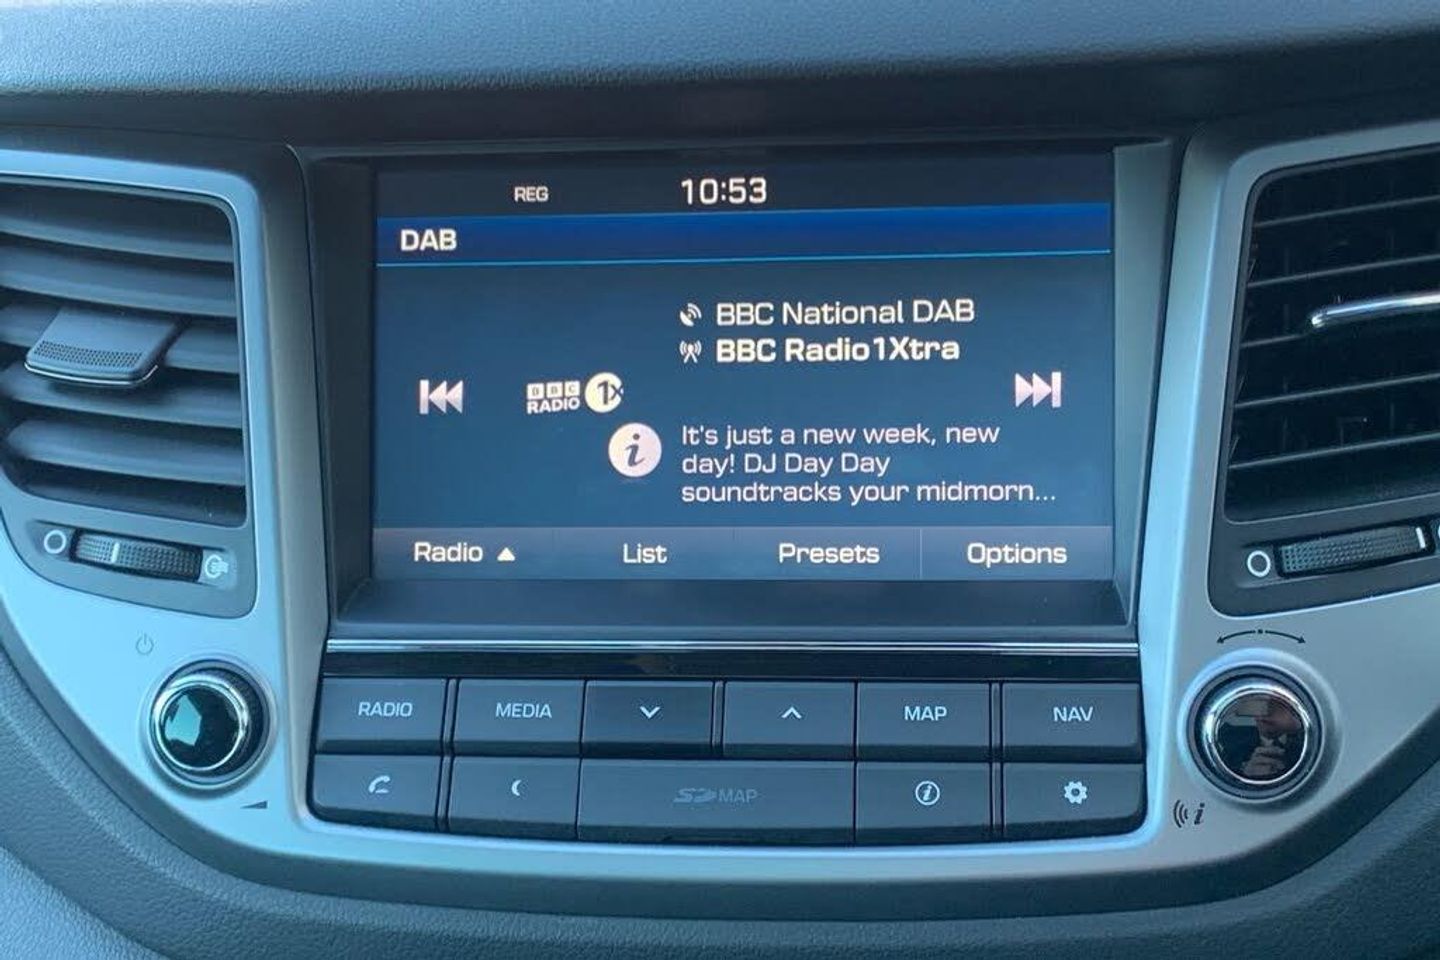 REG 10:53
DAB
BBC National DAB
BBC Radio1Xtra
BBC
RADIO 1X
i
It's just a new week, new
day! DJ Day Day
soundtracks your midmorn...
Radio List Presets Options
RADIO MEDIA MAP NAV
SD MAP i
i